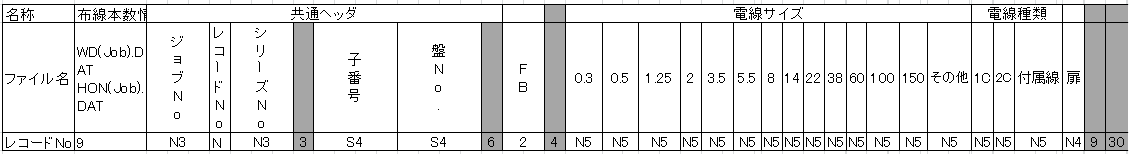 名称 布線本数情 共通ヘッダ 電線サイズ 電線種類
ファイル名 WD(Job).DAT HON(Job).DAT ジョブNo レコードNo シリーズNo 子番号 盤No. FB 0.3 0.5 1.25 2 3.5 5.5 8 14 22 38 60 100 150 その他 1C 2C 付属線 扉
レコードNo 9 N3 N N3 3 S4 S4 6 2 4 N5 N5 N5 N5 N5 N5 N5 N5 N5 N5 N5 N5 N5 N5 N5 N5 N5 N4 9 30